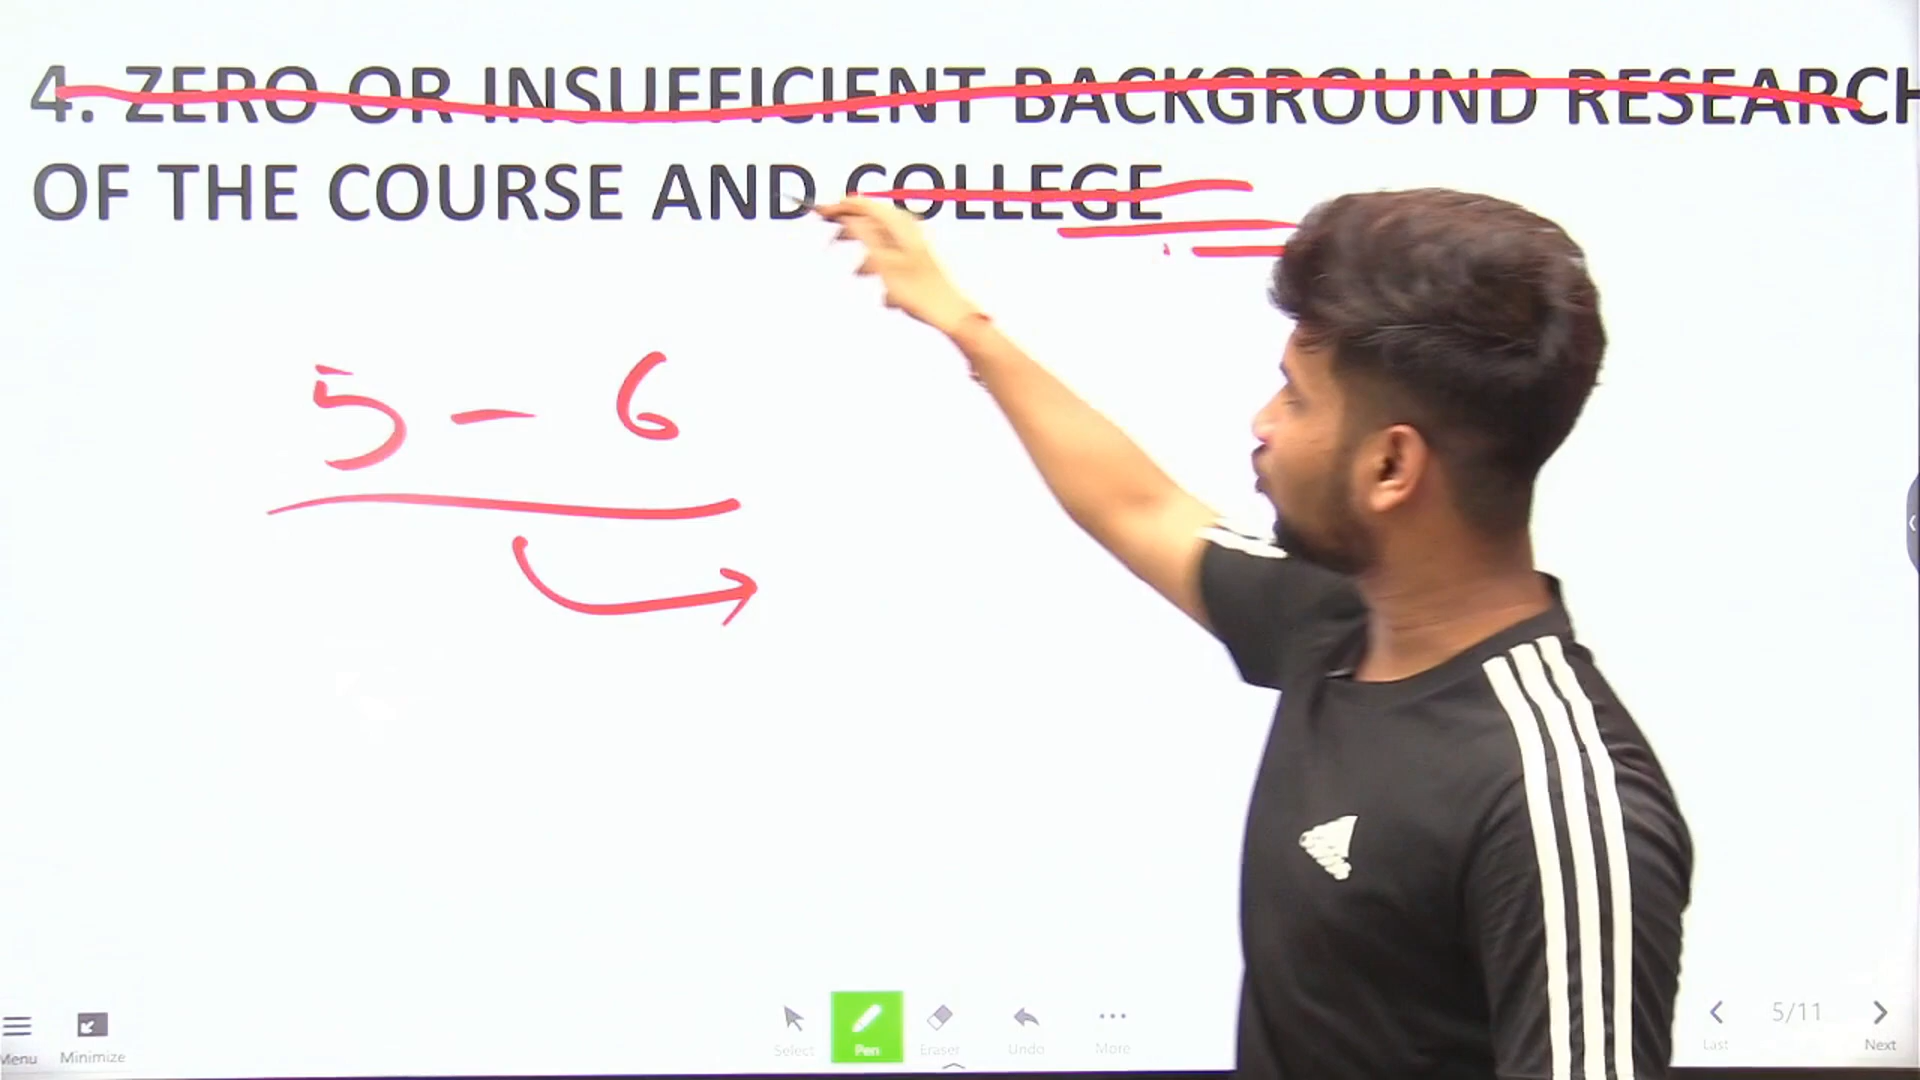 4. ZERO OR INSUFFICIENT BACKGROUND RESEARCH
OF THE COURSE AND COLLEGE
5 - 6
Menu
Minimize
Select
Pen
Eraser
Undo
More
Last
5/11
Next